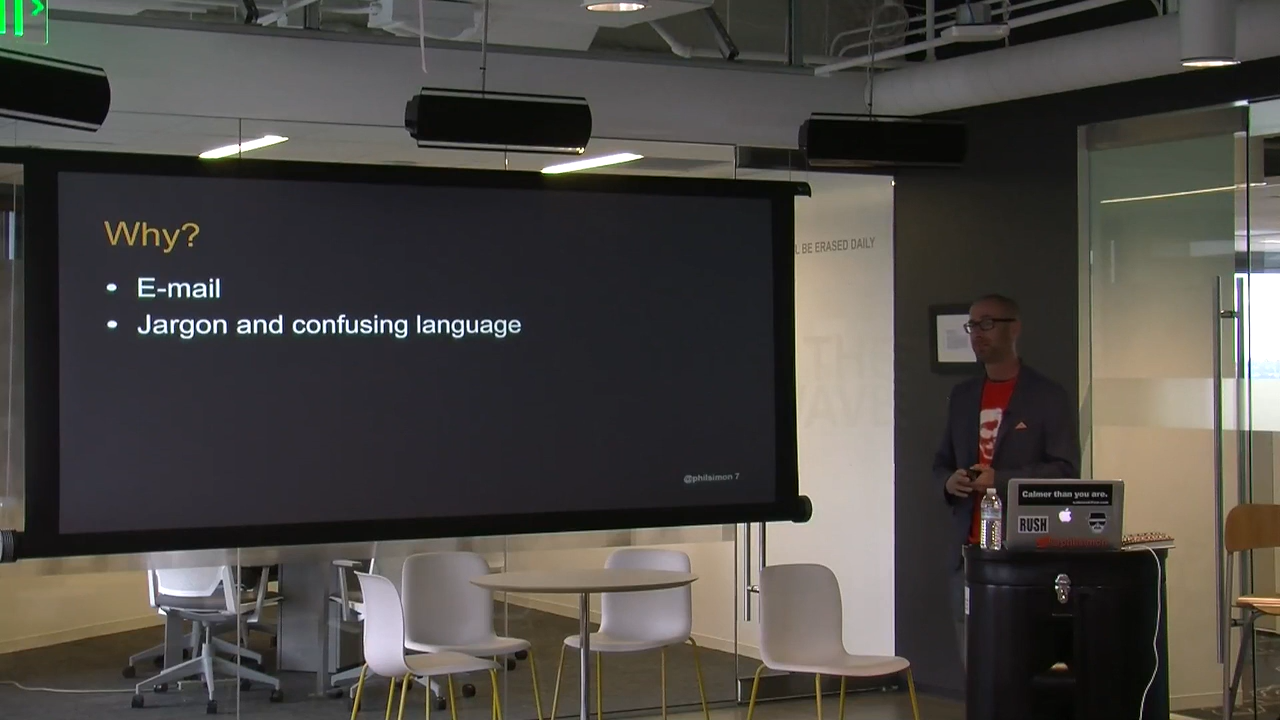 Why?
• E-mail
• Jargon and confusing language
@philsimon 7
L BE ERASED DAILY
Calmer than you are.
RUSH